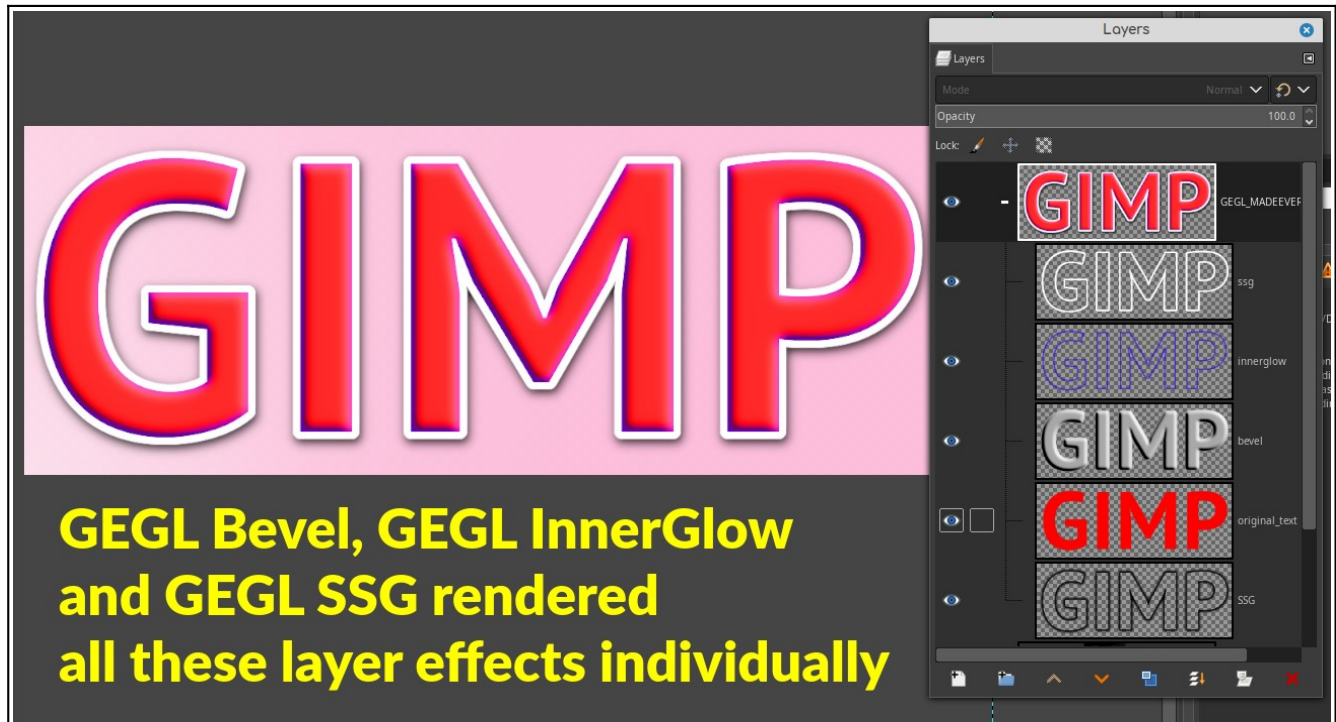 GIMP
GEGL Bevel, GEGL InnerGlow
and GEGL SSG rendered
all these layer effects individually
Layers
Layers
Mode Normal
Opacity 100.0
Lock:
GIMP GEGL_MADEEVER
GIMP ssg
GIMP innerglow
GIMP bevel
GIMP original_text
GIMP SSG